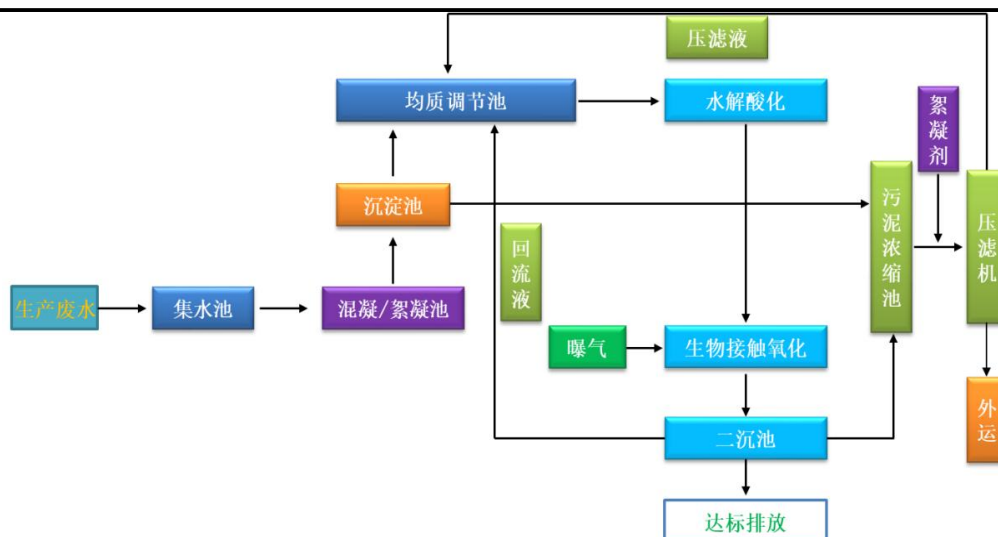 压滤液
均质调节池
水解酸化
絮凝剂
沉淀池
污泥浓缩池
压滤机
回流液
生产废水
集水池
混凝/絮凝池
曝气
生物接触氧化
外运
二沉池
达标排放